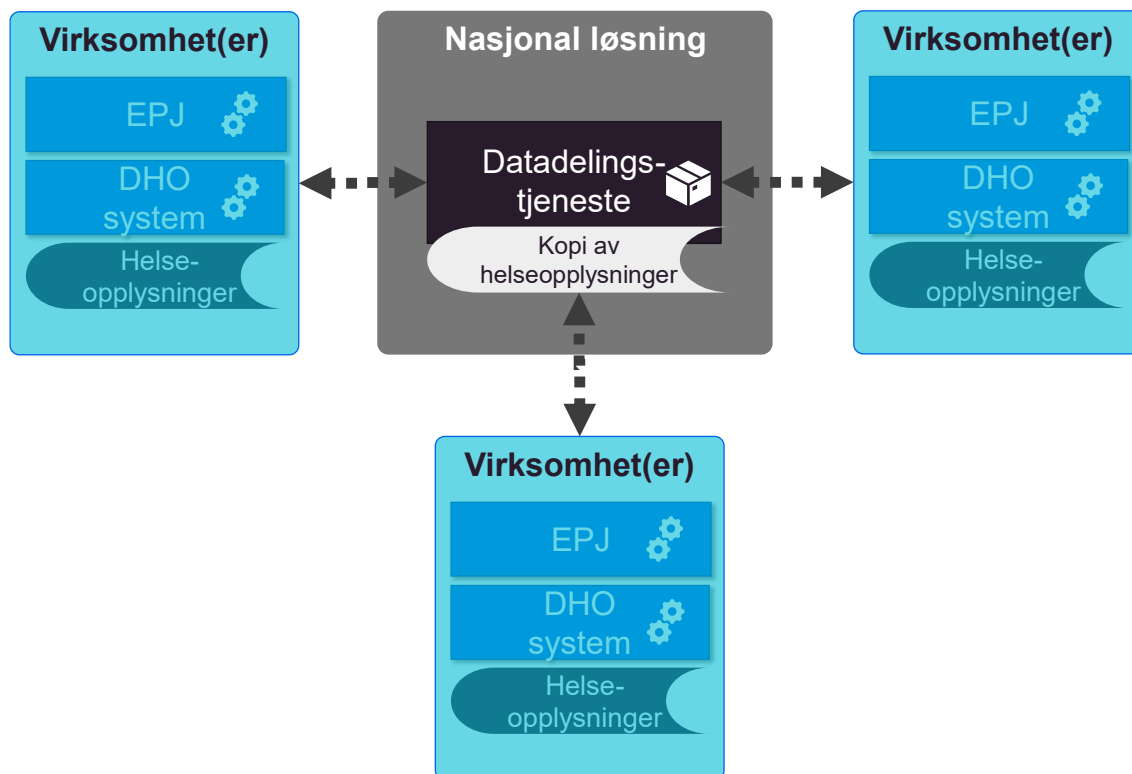 Virksomhet(er)
EPJ
DHO
system
Helse-
opplysninger
Nasjonal løsning
Datadelings-
tjeneste
Kopi av
helseopplysninger
Virksomhet(er)
EPJ
DHO
system
Helse-
opplysninger
Virksomhet(er)
EPJ
DHO
system
Helse-
opplysninger